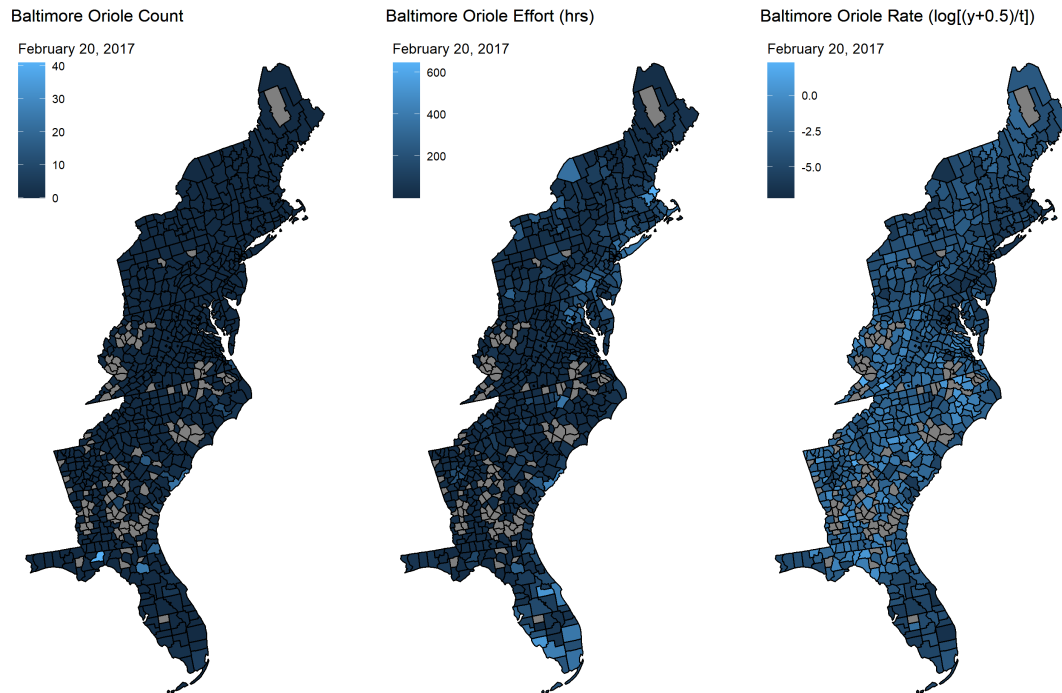 Baltimore Oriole Count
February 20, 2017
40
30
20
10
0
Baltimore Oriole Effort (hrs)
February 20, 2017
600
400
200
Baltimore Oriole Rate (log[(y+0.5)/t])
February 20, 2017
0.0
-2.5
-5.0